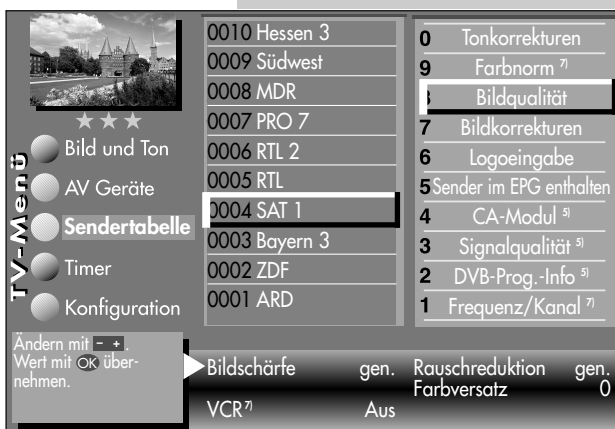 TV-Menü
Bild und Ton
AV Geräte
Sendertabelle
Timer
Konfiguration
Ändern mit - + .
Wert mit OK über-
nehmen.
0010 Hessen 3
0009 Südwest
0008 MDR
0007 PRO 7
0006 RTL 2
0005 RTL
0004 SAT 1
0003 Bayern 3
0002 ZDF
0001 ARD
0 Tonkorrekturen
9 Farbnorm 7)
8 Bildqualität
7 Bildkorrekturen
6 Logoeingabe
5 Sender im EPG enthalten
4 CA-Modul 5)
3 Signalqualität 5)
2 DVB-Prog.-Info 5)
1 Frequenz/Kanal 7)
Bildschärfe gen. Rauschreduktion gen.
Farbversatz 0
VCR 7) Aus